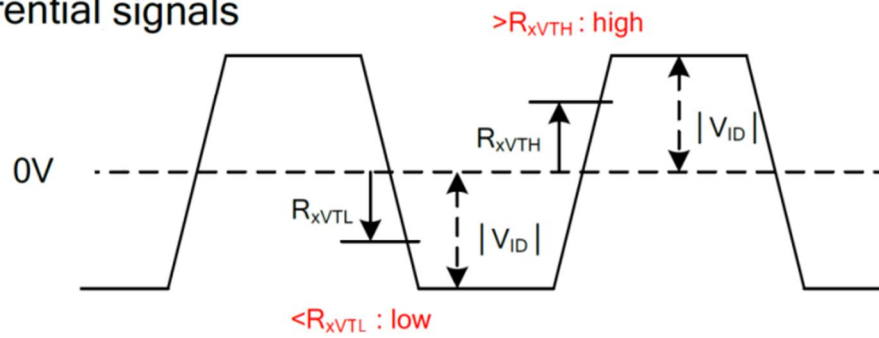 rential signals
>RxVTH : high
|VID|
RxVTH
0V
RxVTL
|VID|
<RxVTL : low